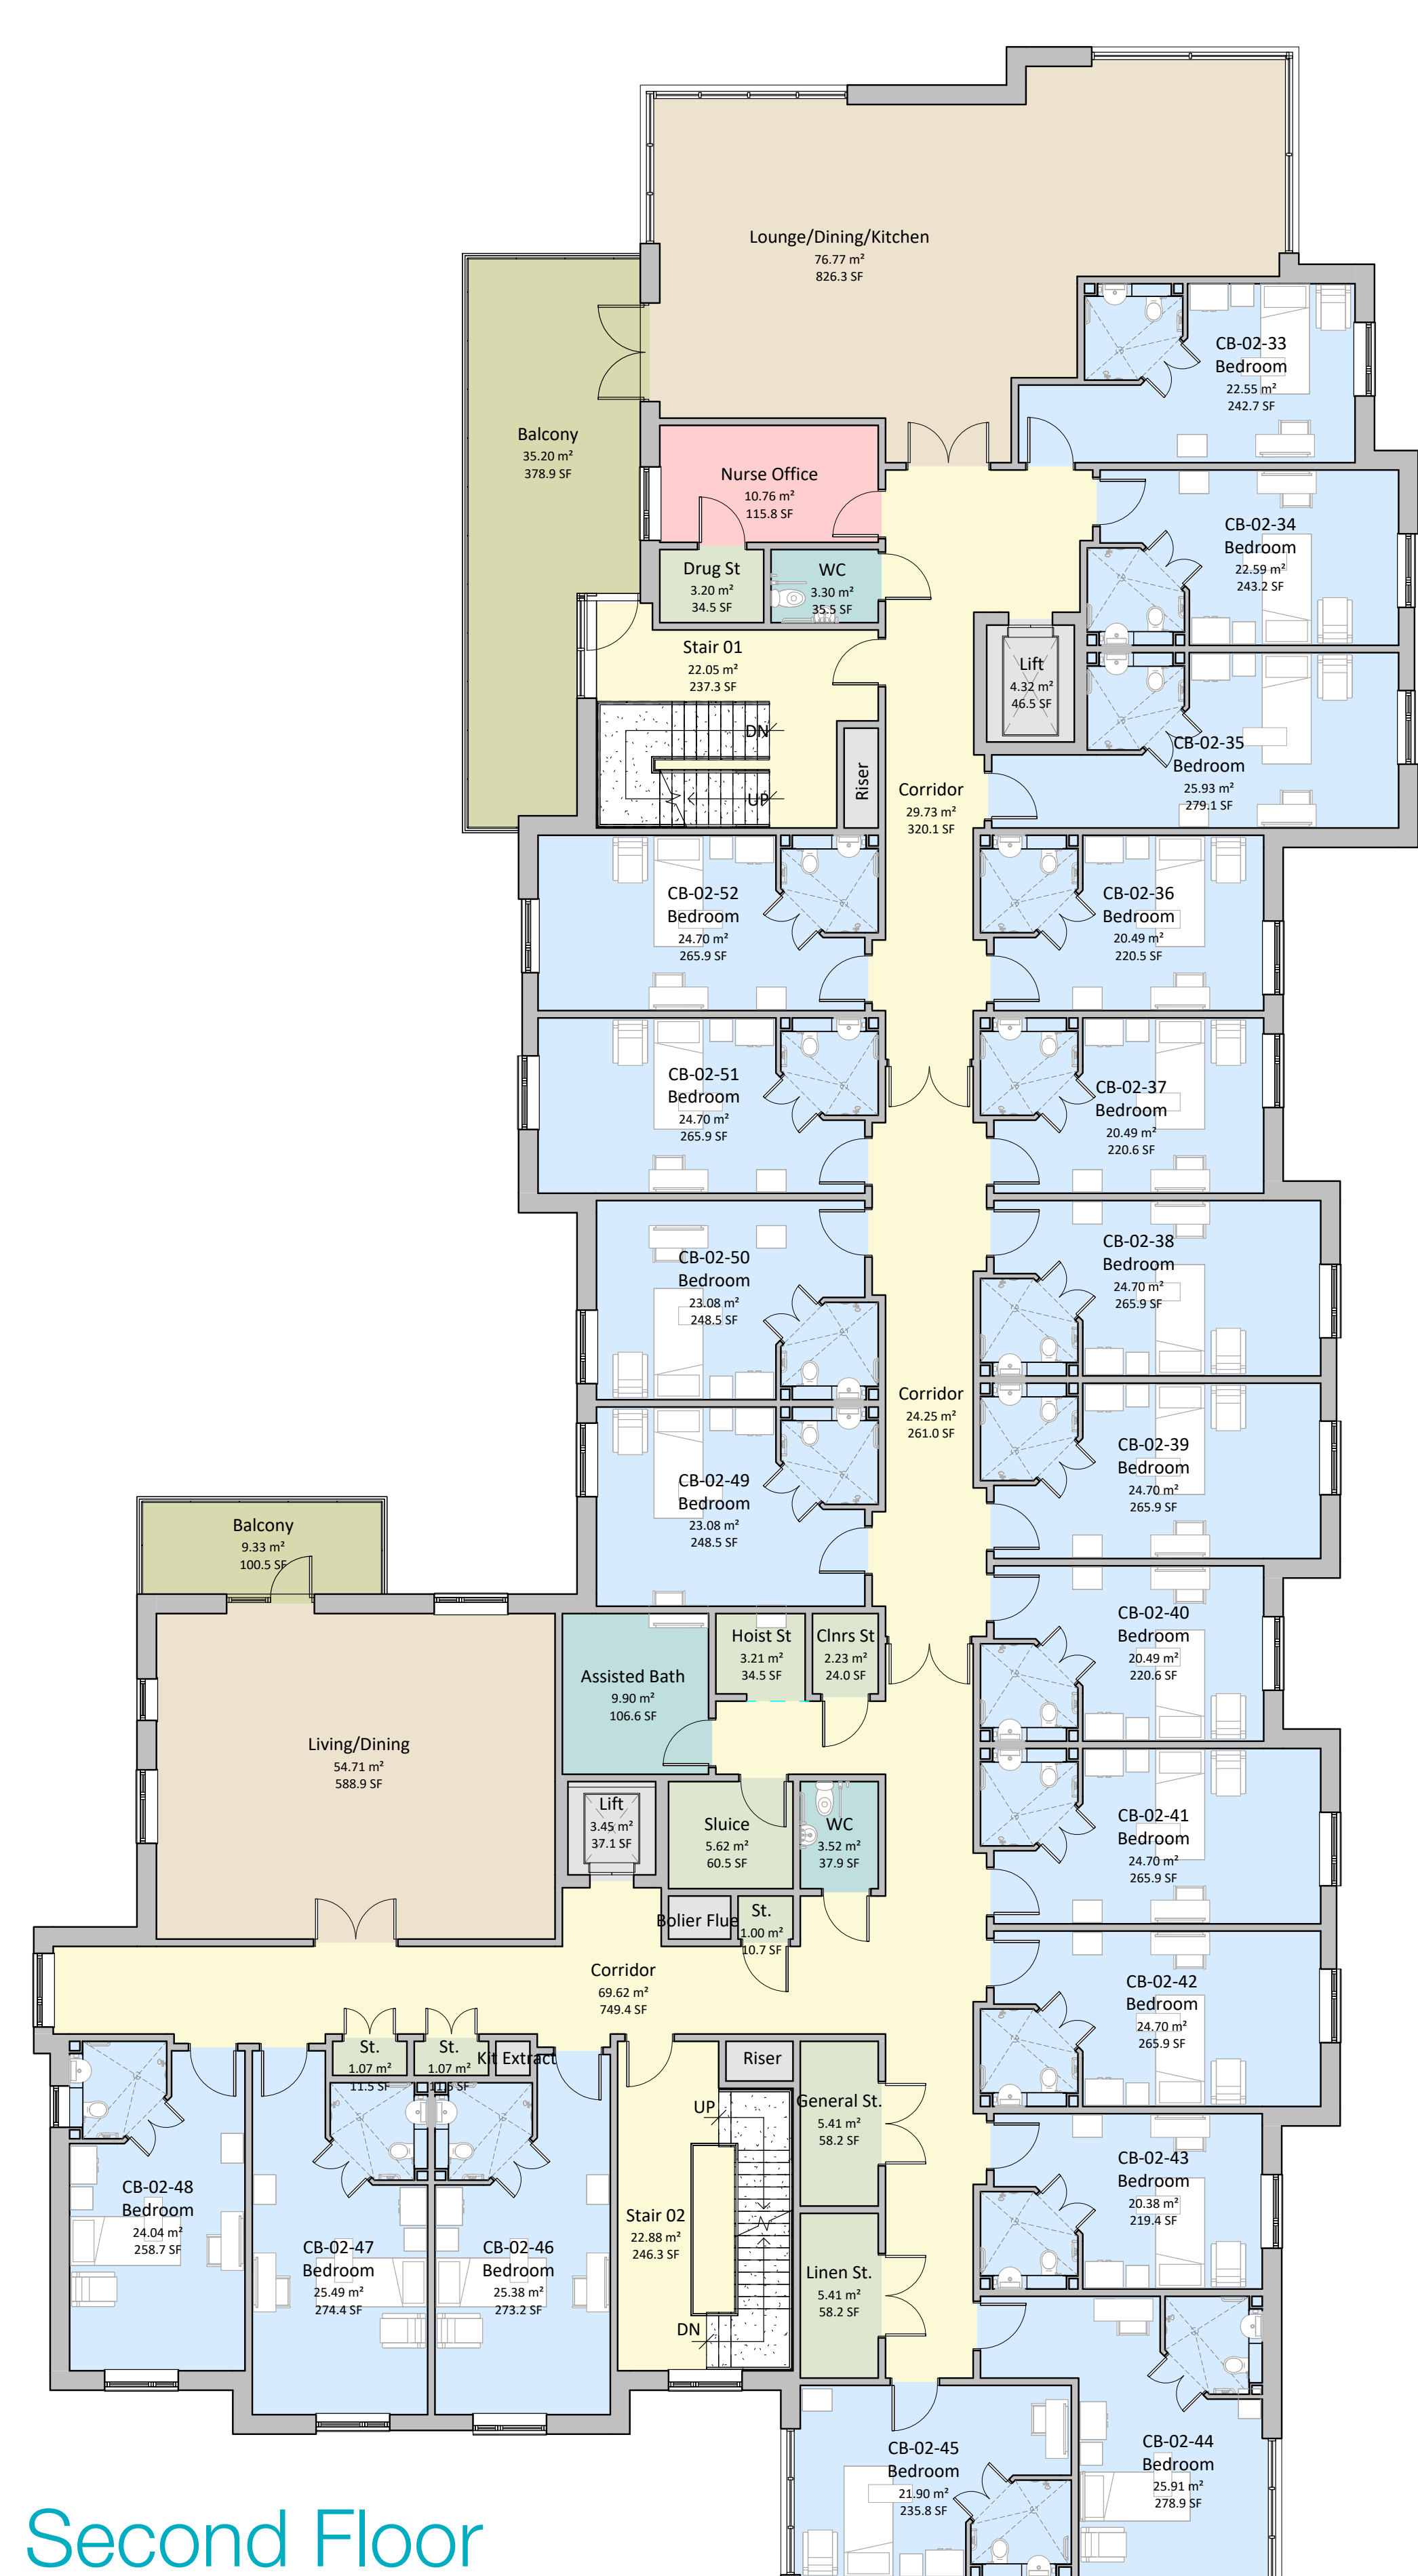 Lounge/Dining/Kitchen
76.77 m²
826.3 SF
CB-02-33
Bedroom
22.55 m²
242.7 SF
Balcony
35.20 m²
378.9 SF
Nurse Office
10.76 m²
115.8 SF
CB-02-34
Bedroom
22.59 m²
243.2 SF
Drug St
3.20 m²
34.5 SF
WC
3.30 m²
35.5 SF
Stair 01
22.05 m²
237.3 SF
Lift
4.32 m²
46.5 SF
DN
UP
Riser
CB-02-35
Bedroom
25.93 m²
279.1 SF
Corridor
29.73 m²
320.1 SF
CB-02-52
Bedroom
24.70 m²
265.9 SF
CB-02-36
Bedroom
20.49 m²
220.5 SF
CB-02-51
Bedroom
24.70 m²
265.9 SF
CB-02-37
Bedroom
20.49 m²
220.6 SF
CB-02-50
Bedroom
23.08 m²
248.5 SF
CB-02-38
Bedroom
24.70 m²
265.9 SF
Corridor
24.25 m²
261.0 SF
CB-02-49
Bedroom
23.08 m²
248.5 SF
CB-02-39
Bedroom
24.70 m²
265.9 SF
Balcony
9.33 m²
100.5 SF
Hoist St
3.21 m²
34.5 SF
Clnrs St
2.23 m²
24.0 SF
CB-02-40
Bedroom
20.49 m²
220.6 SF
Assisted Bath
9.90 m²
106.6 SF
Living/Dining
54.71 m²
588.9 SF
Lift
3.45 m²
37.1 SF
Sluice
5.62 m²
60.5 SF
WC
3.52 m²
37.9 SF
CB-02-41
Bedroom
24.70 m²
265.9 SF
Bolier Flue
St.
1.00 m²
10.7 SF
Corridor
69.62 m²
749.4 SF
CB-02-42
Bedroom
24.70 m²
265.9 SF
St.
1.07 m²
11.5 SF
St.
1.07 m²
11.5 SF
Kit Extract
Riser
UP
General St.
5.41 m²
58.2 SF
CB-02-43
Bedroom
20.38 m²
219.4 SF
CB-02-48
Bedroom
24.04 m²
258.7 SF
CB-02-47
Bedroom
25.49 m²
274.4 SF
CB-02-46
Bedroom
25.38 m²
273.2 SF
Stair 02
22.88 m²
246.3 SF
DN
Linen St.
5.41 m²
58.2 SF
CB-02-45
Bedroom
21.90 m²
235.8 SF
CB-02-44
Bedroom
25.91 m²
278.9 SF
Second Floor